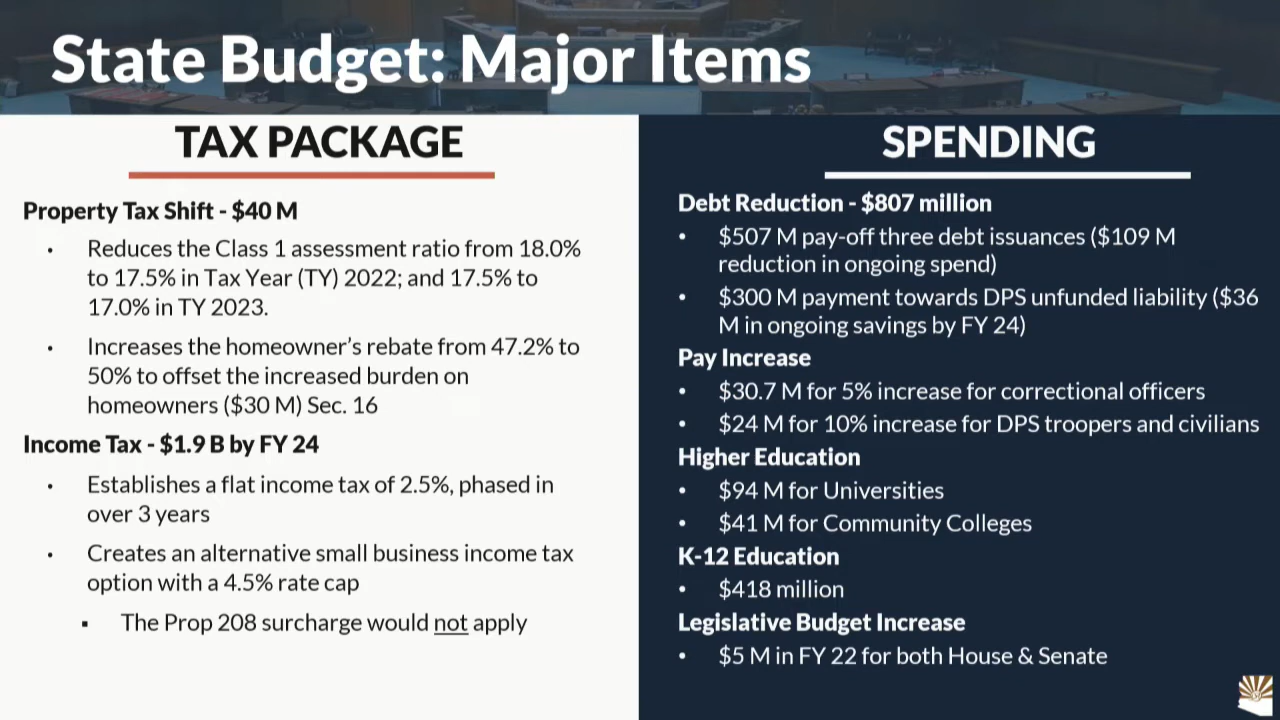 State Budget: Major Items
TAX PACKAGE
Property Tax Shift - $40 M
• Reduces the Class 1 assessment ratio from 18.0%
to 17.5% in Tax Year (TY) 2022; and 17.5% to
17.0% in TY 2023.
• Increases the homeowner’s rebate from 47.2% to
50% to offset the increased burden on
homeowners ($30 M) Sec. 16
Income Tax - $1.9 B by FY 24
• Establishes a flat income tax of 2.5%, phased in
over 3 years
• Creates an alternative small business income tax
option with a 4.5% rate cap
▪ The Prop 208 surcharge would not apply
SPENDING
Debt Reduction - $807 million
• $507 M pay-off three debt issuances ($109 M
reduction in ongoing spend)
• $300 M payment towards DPS unfunded liability ($36
M in ongoing savings by FY 24)
Pay Increase
• $30.7 M for 5% increase for correctional officers
• $24 M for 10% increase for DPS troopers and civilians
Higher Education
• $94 M for Universities
• $41 M for Community Colleges
K-12 Education
• $418 million
Legislative Budget Increase
• $5 M in FY 22 for both House & Senate